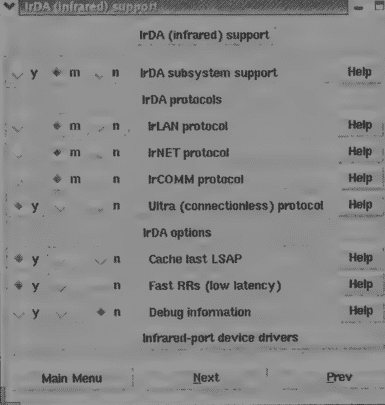 IrDA (infrared) support
IrDA (infrared) support
y m n IrDA subsystem support Help
IrDA protocols
m n IrLAN protocol Help
m n IrNET protocol Help
m n IrCOMM protocol Help
y n Ultra (connectionless) protocol Help
IrDA options
y n Cache last LSAP Help
y n Fast RRs (low latency) Help
y n Debug information Help
Infrared-port device drivers
Main Menu Next Prev